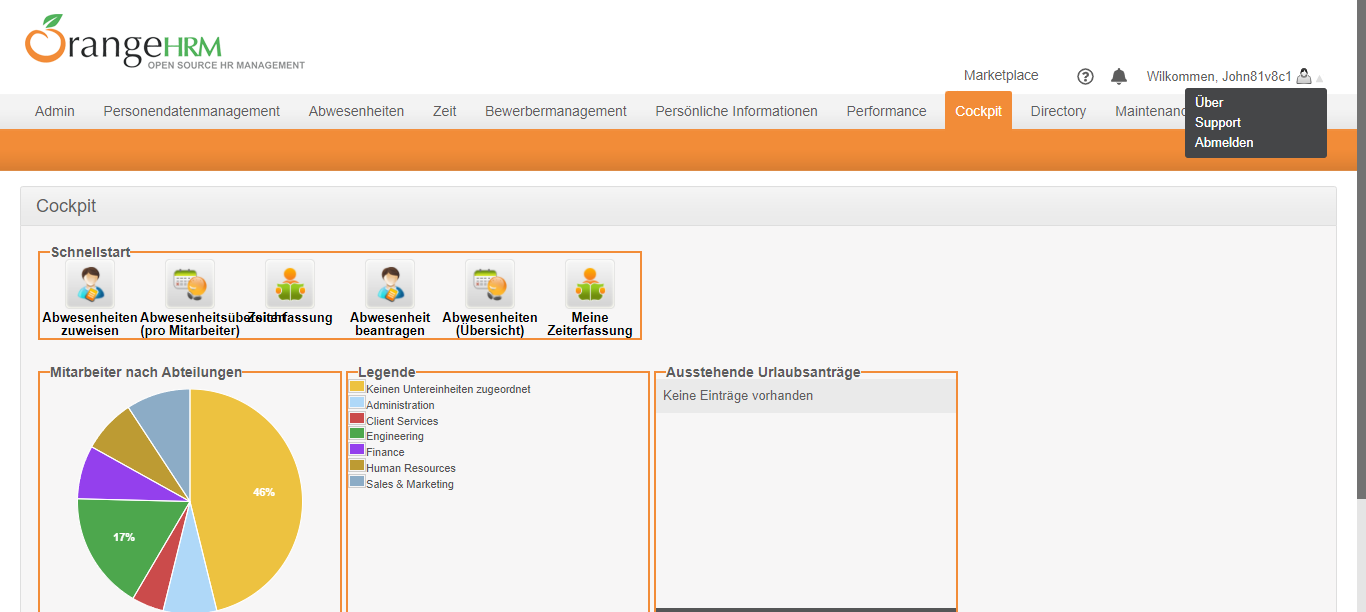 OrangeHRM
OPEN SOURCE HR MANAGEMENT
Marketplace
?
Wilkommen, John81v8c1
Admin
Personendatenmanagement
Abwesenheiten
Zeit
Bewerbermanagement
Persönliche Informationen
Performance
Cockpit
Directory
Maintenanc
Über
Support
Abmelden
Cockpit
Schnellstart
Abwesenheiten
zuweisen
Abwesenheitsübersicht
(pro Mitarbeiter)
Zeiterfassung
Abwesenheit
beantragen
Abwesenheiten
(Übersicht)
Meine
Zeiterfassung
Mitarbeiter nach Abteilungen
46%
17%
Legende
Keinen Untereinheiten zugeordnet
Administration
Client Services
Engineering
Finance
Human Resources
Sales & Marketing
Ausstehende Urlaubsanträge
Keine Einträge vorhanden